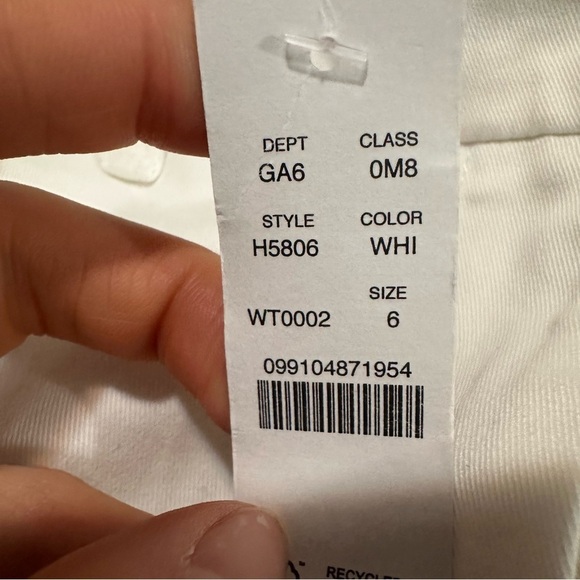 DEPT CLASS
GA6 0M8
STYLE COLOR
H5806 WHI
SIZE
WT0002 6
099104871954